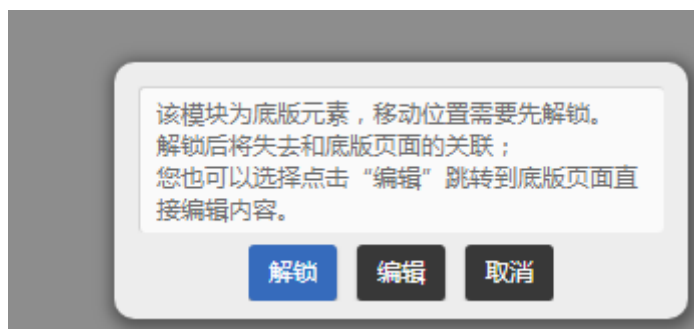 该模块为底版元素，移动位置需要先解锁。
解锁后将失去和底版页面的关联；
您也可以选择点击“编辑”跳转到底版页面直
接编辑内容。
解锁 编辑 取消